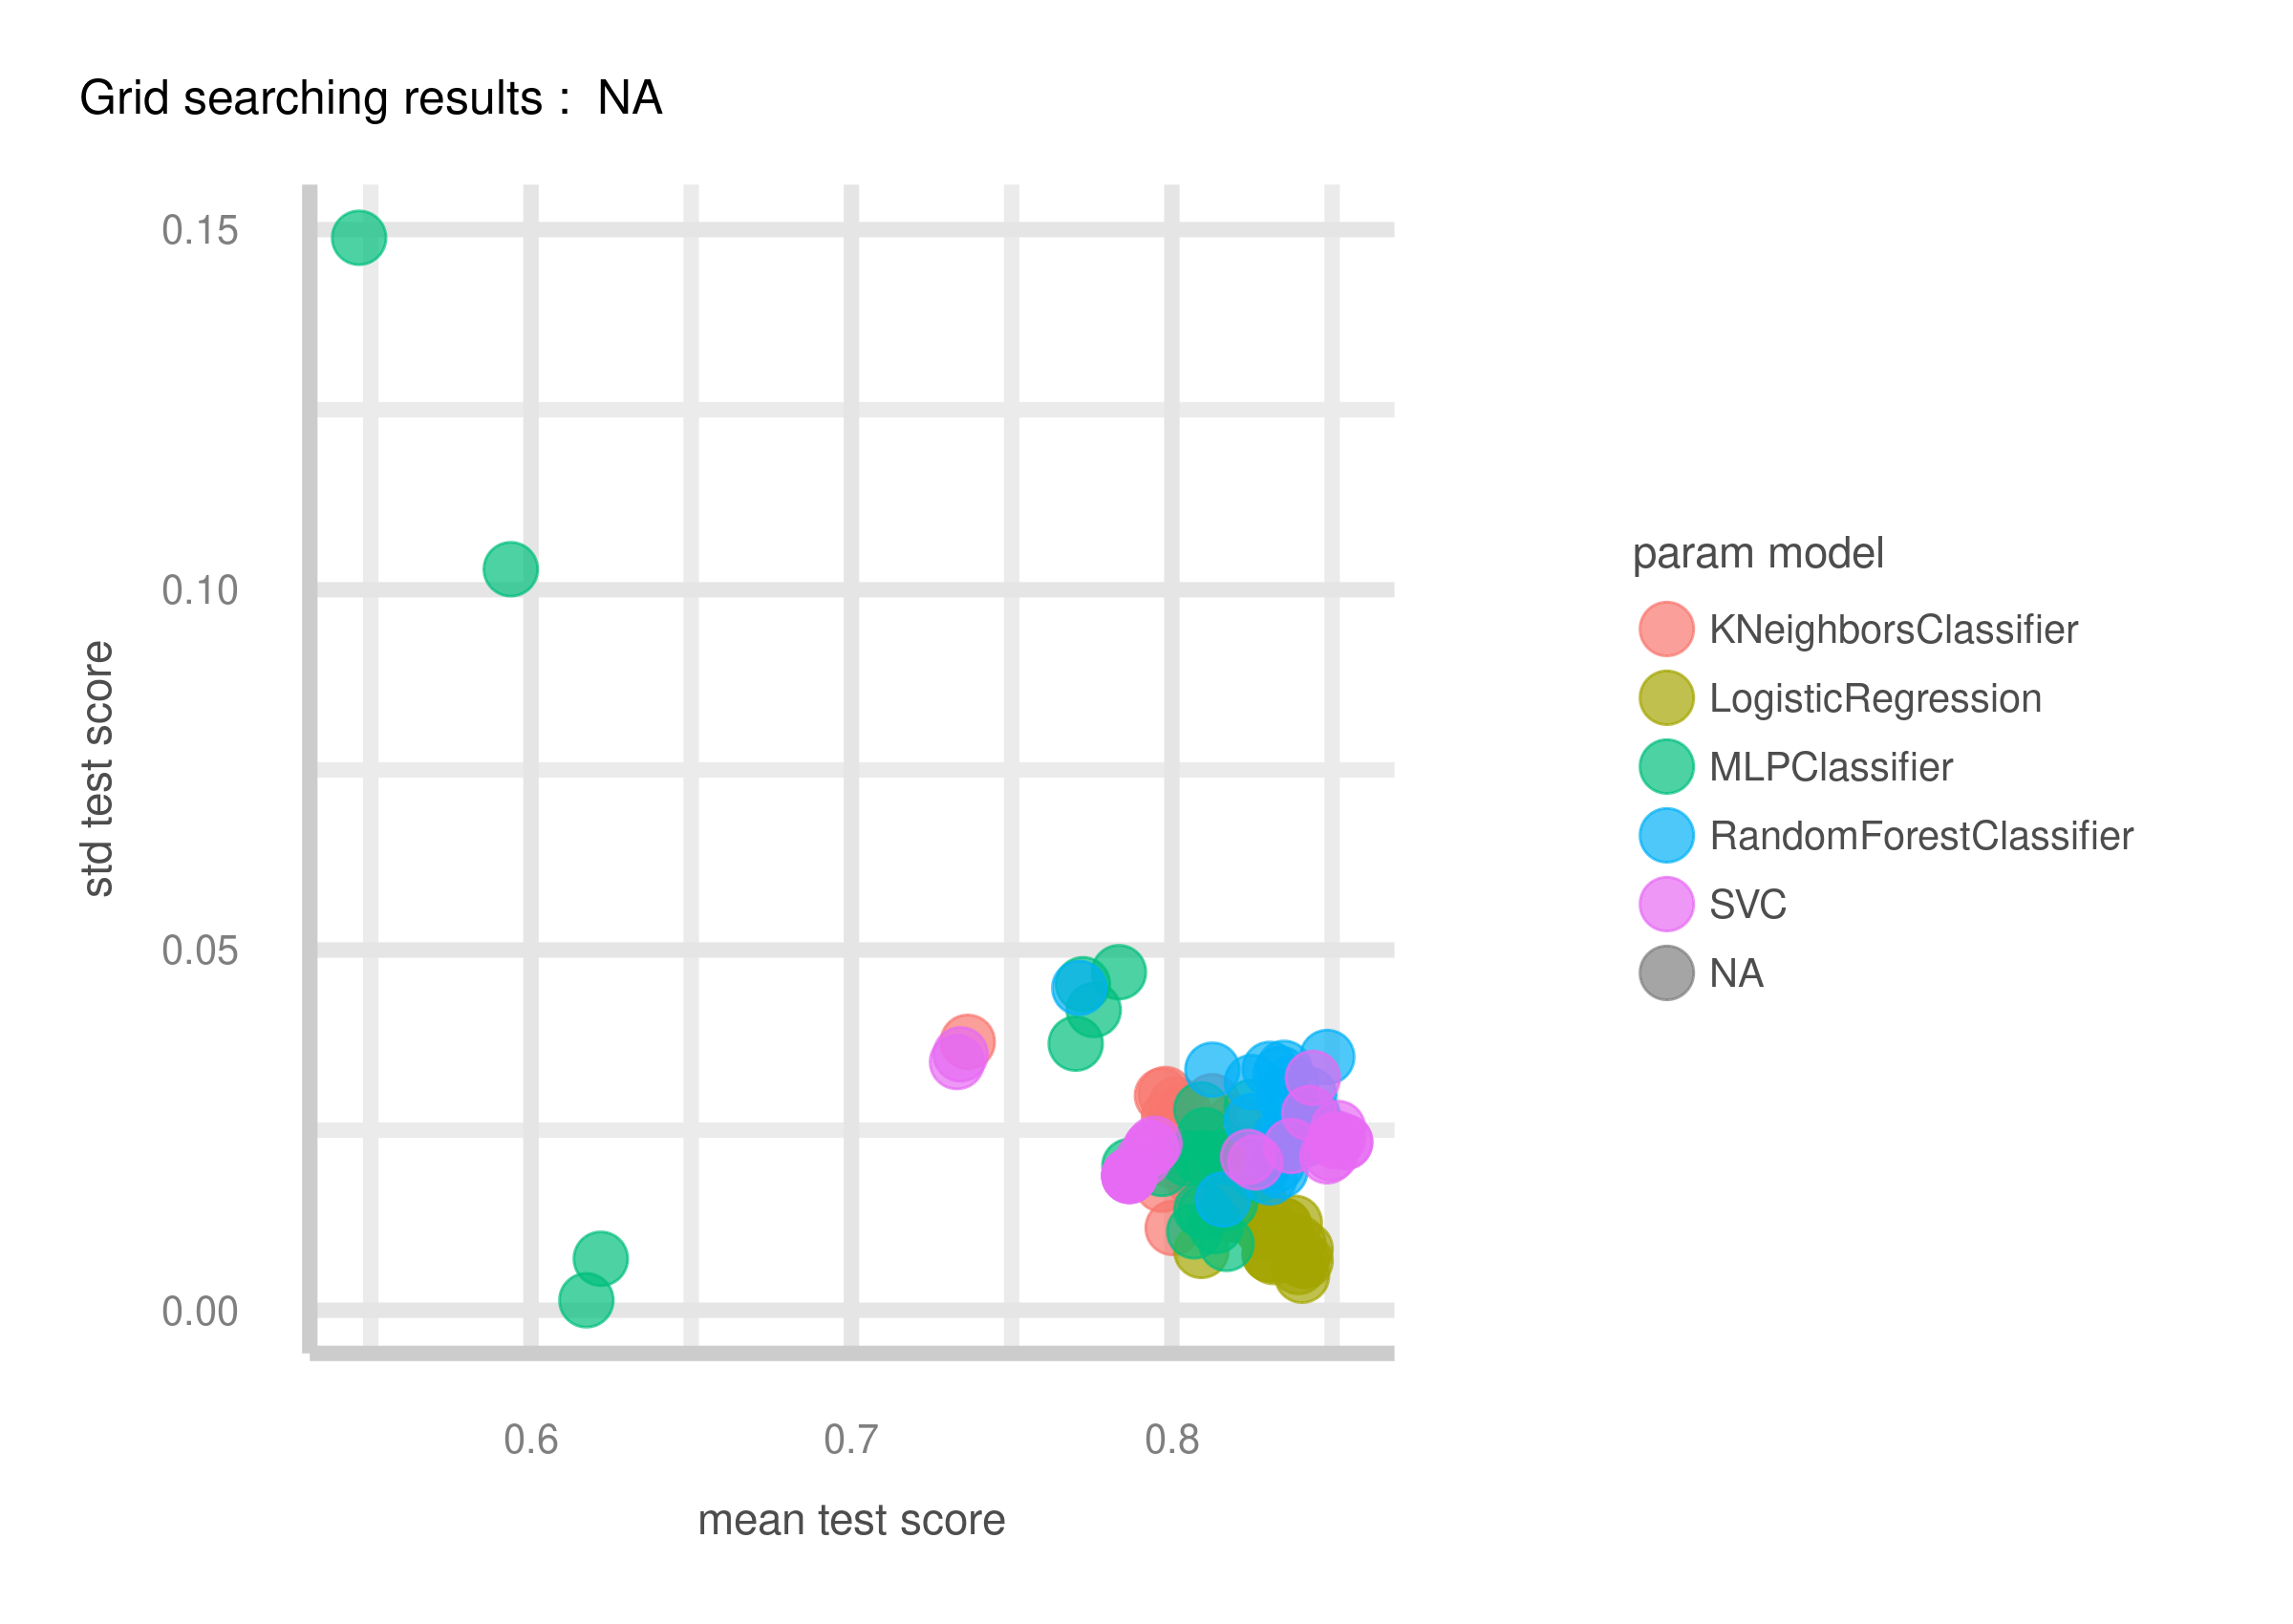 Grid searching results :  NA
std test score
0.15
0.10
0.05
0.00
0.6
0.7
0.8
mean test score
param model
KNeighborsClassifier
LogisticRegression
MLPClassifier
RandomForestClassifier
SVC
NA